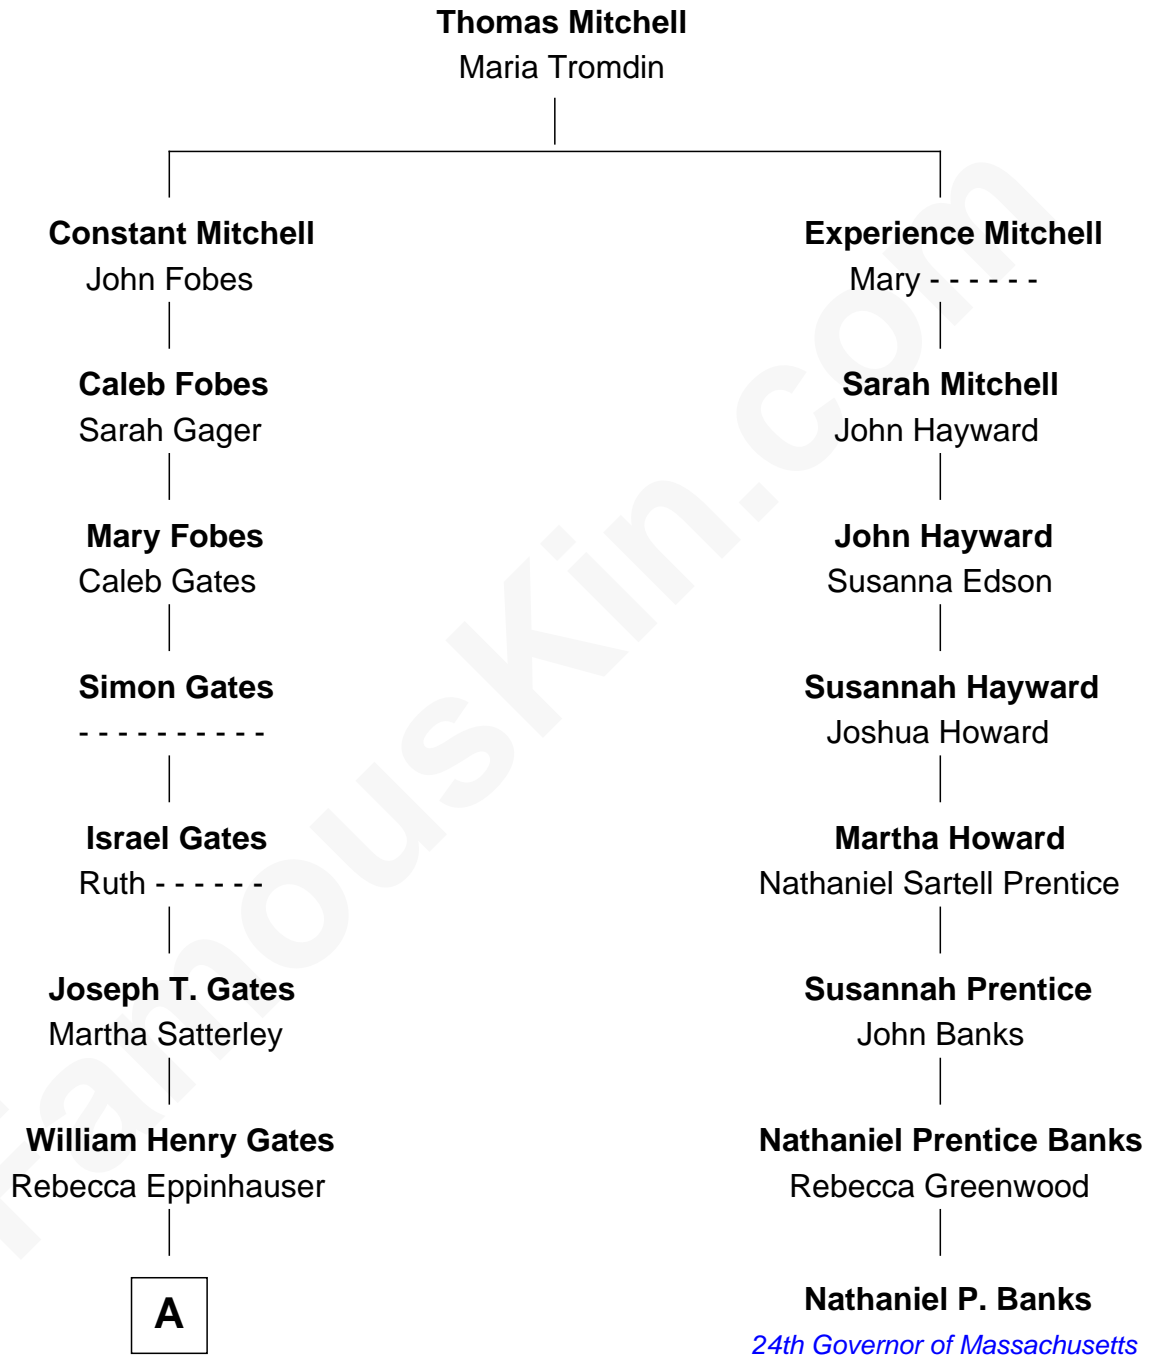 Thomas Mitchell
Maria Tromdin
Constant Mitchell
John Fobes
Experience Mitchell
Mary - - - - - -
Caleb Fobes
Sarah Gager
Sarah Mitchell
John Hayward
Mary Fobes
Caleb Gates
John Hayward
Susanna Edson
Simon Gates
- - - - - - - - - -
Susannah Hayward
Joshua Howard
Israel Gates
Ruth - - - - - -
Martha Howard
Nathaniel Sartell Prentice
Joseph T. Gates
Martha Satterley
Susannah Prentice
John Banks
William Henry Gates
Rebecca Eppinhauser
Nathaniel Prentice Banks
Rebecca Greenwood
A
Nathaniel P. Banks
24th Governor of Massachusetts
FamousKin.com